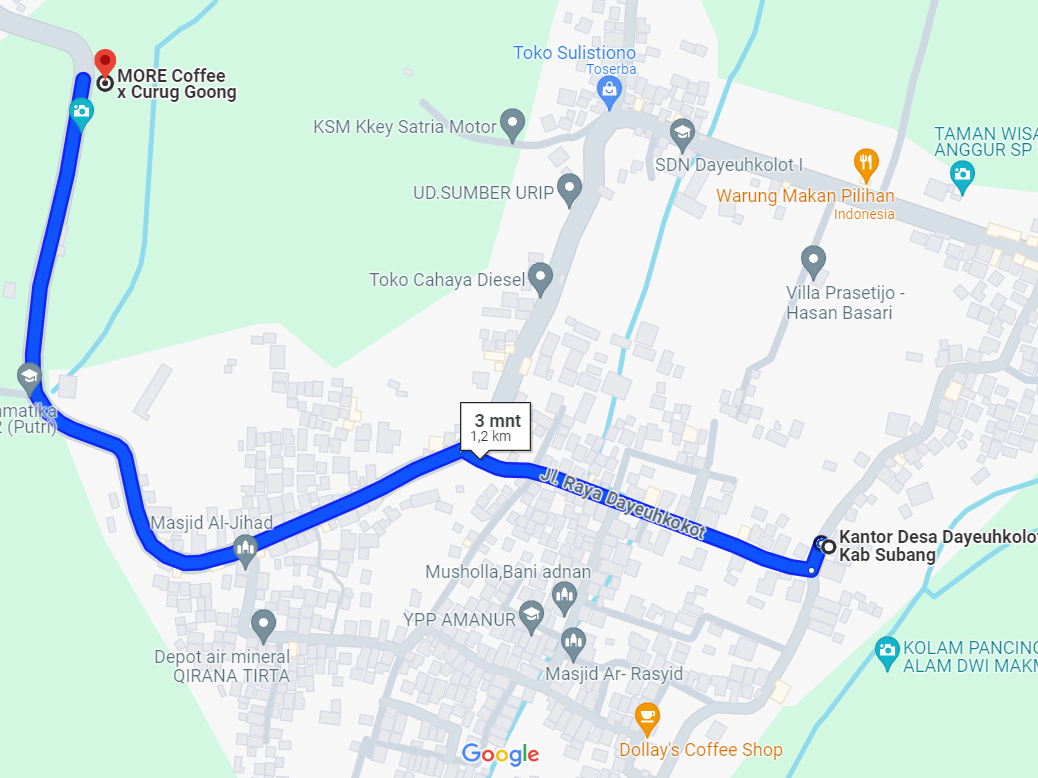 MORE Coffee
x Curug Goong
Toko Sulistiono
Toserba
KSM Kkey Satria Motor
SDN Dayeuhkolot I
TAMAN WISA
ANGGUR SP
UD.SUMBER URIP
Warung Makan Pilihan
Indonesia
Toko Cahaya Diesel
Villa Prasetijo -
Hasan Basari
amatika
2 (Putri)
3 mnt
1,2 km
Jl. Raya Dayeuhkokot
Masjid Al-Jihad
Kantor Desa Dayeuhkolot
Kab Subang
Musholla,Bani adnan
YPP AMANUR
Depot air mineral
QIRANA TIRTA
Masjid Ar- Rasyid
KOLAM PANCING
ALAM DWI MAKM
Dollay's Coffee Shop
Google